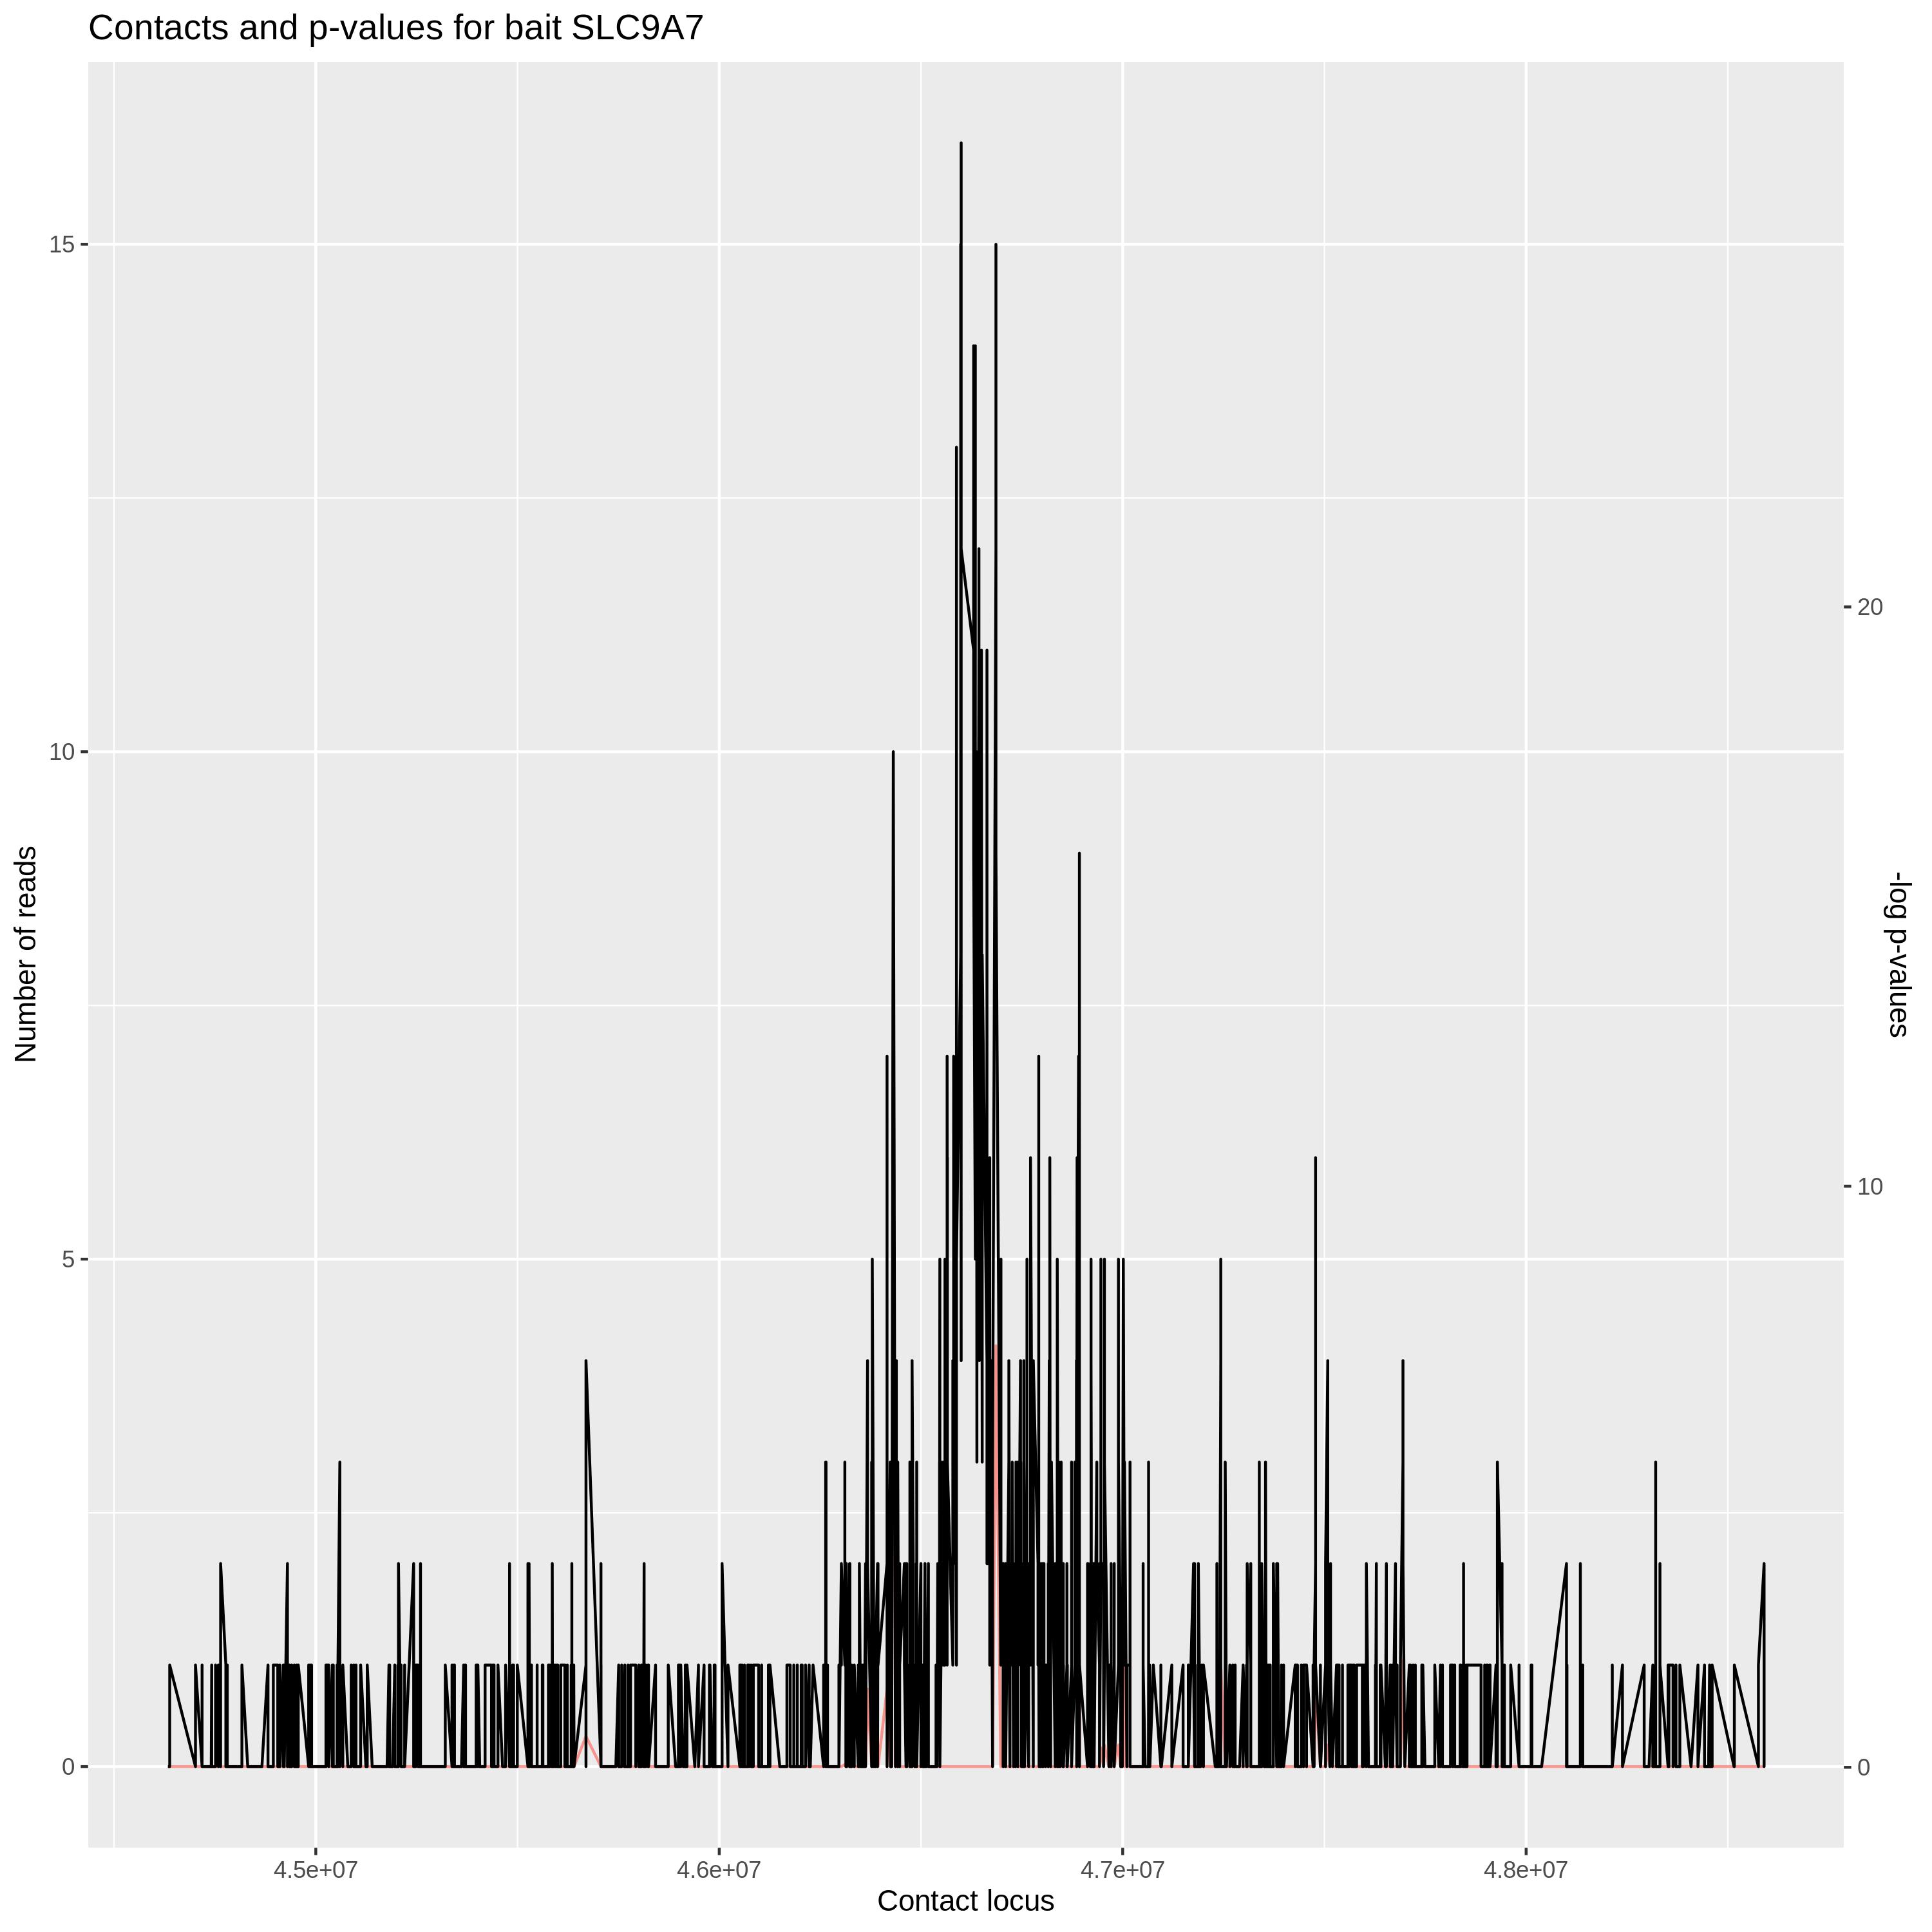 Contacts and p-values for bait SLC9A7
15
10
5
0
Number of reads
20
10
0
-log p-values
4.5e+07 4.6e+07 4.7e+07 4.8e+07
Contact locus